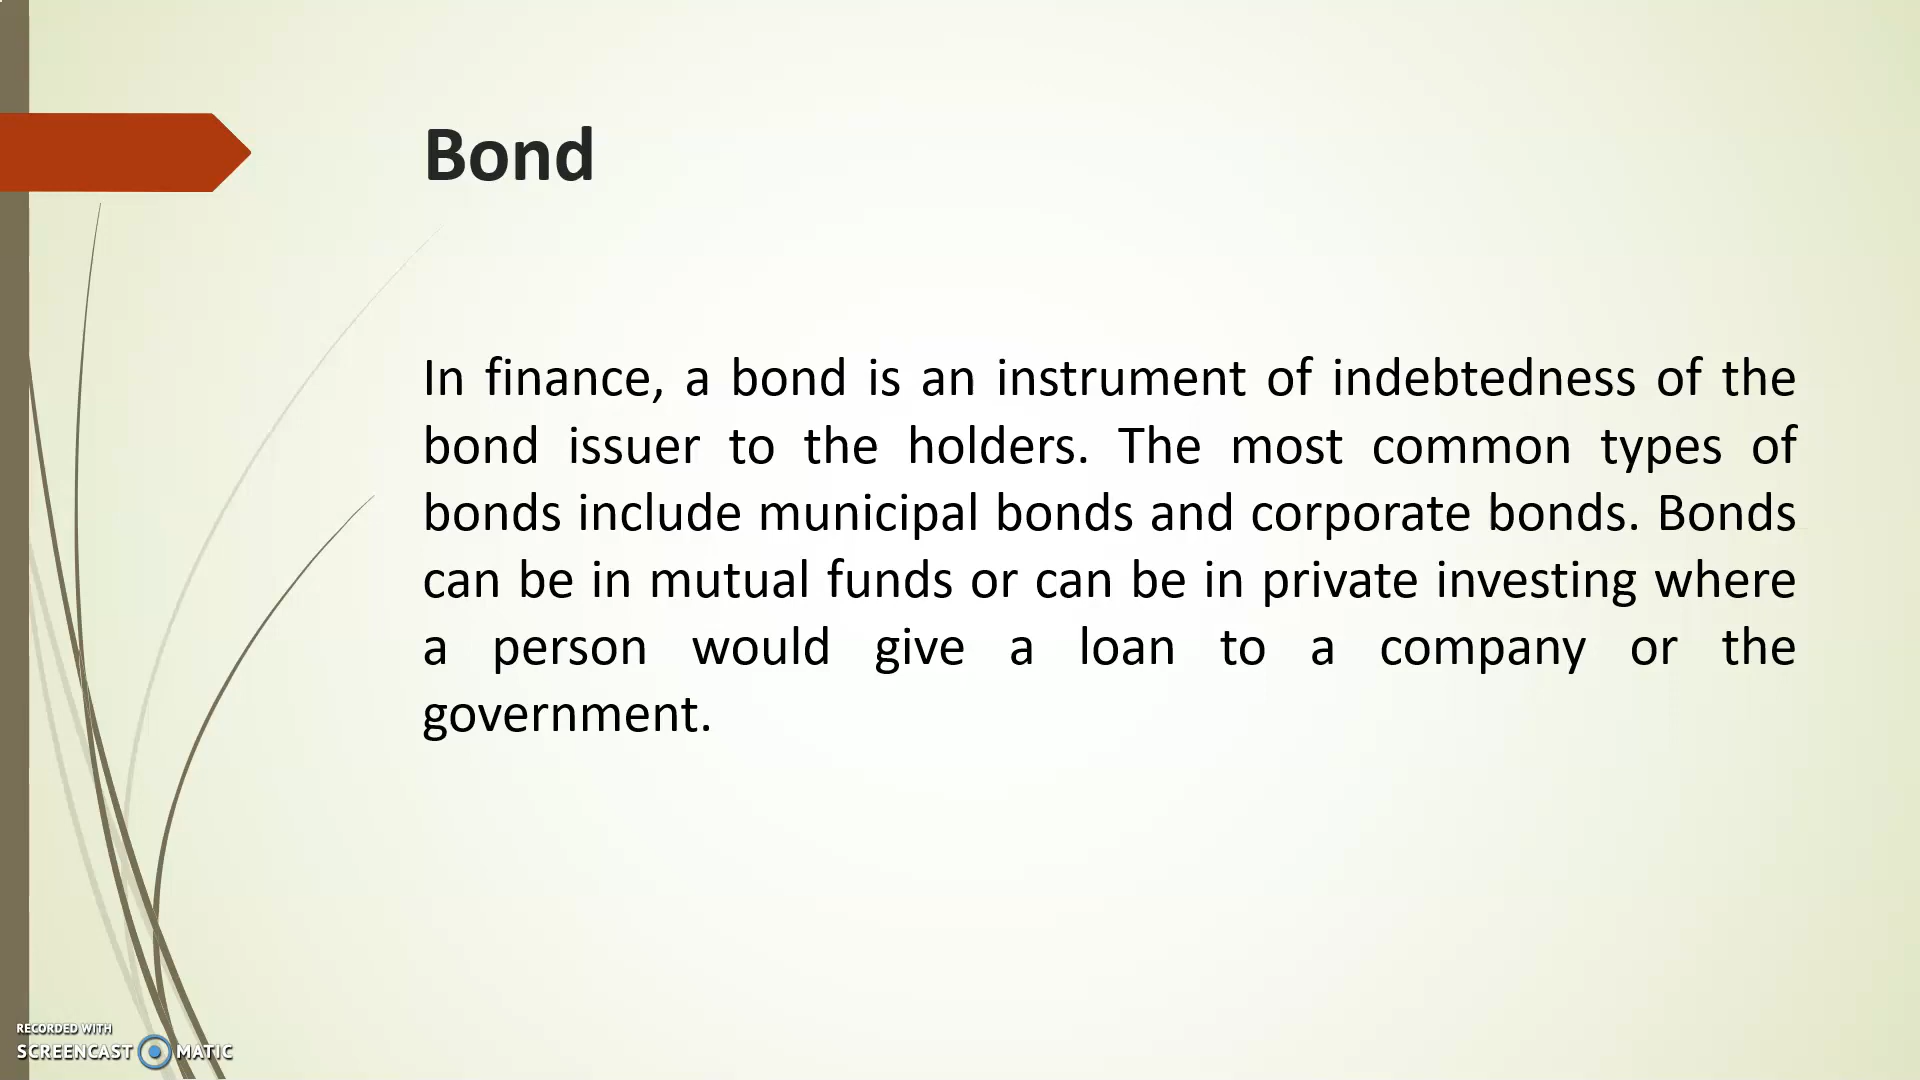 Bond
In finance, a bond is an instrument of indebtedness of the
bond issuer to the holders. The most common types of
bonds include municipal bonds and corporate bonds. Bonds
can be in mutual funds or can be in private investing where
a person would give a loan to a company or the
government.
RECORDED WITH
SCREENCAST MATIC